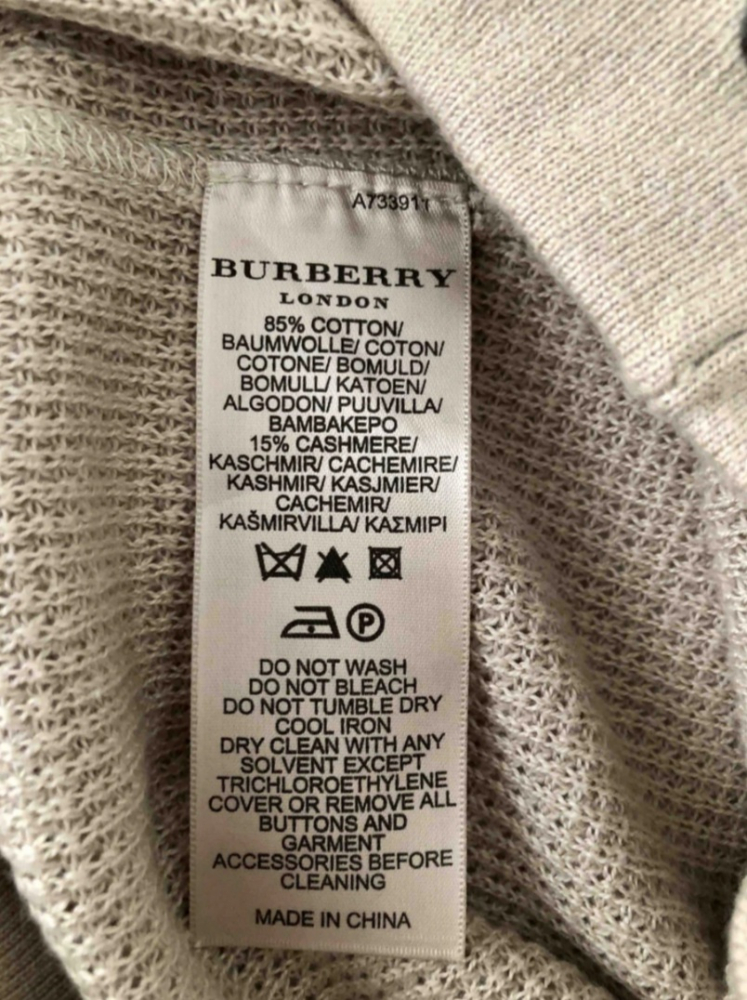 A733911
BURBERRY
LONDON
85% COTTON/
BAUMWOLLE/ COTON/
COTONE/ BOMULD/
BOMULL/ KATOEN/
ALGODON/ PUUVILLA/
ΒΑΜΒΑΚΕΡΟ
15% CASHMERE/
KASCHMIR/ CACHEMIRE/
KASHMIR/ KASJMIER/
CACHEMIR/
KAŠMIRVILLA/ ΚΑΣΜΙΡΙ
P
DO NOT WASH
DO NOT BLEACH
DO NOT TUMBLE DRY
COOL IRON
DRY CLEAN WITH ANY
SOLVENT EXCEPT
TRICHLOROETHYLENE
COVER OR REMOVE ALL
BUTTONS AND
GARMENT
ACCESSORIES BEFORE
CLEANING
MADE IN CHINA